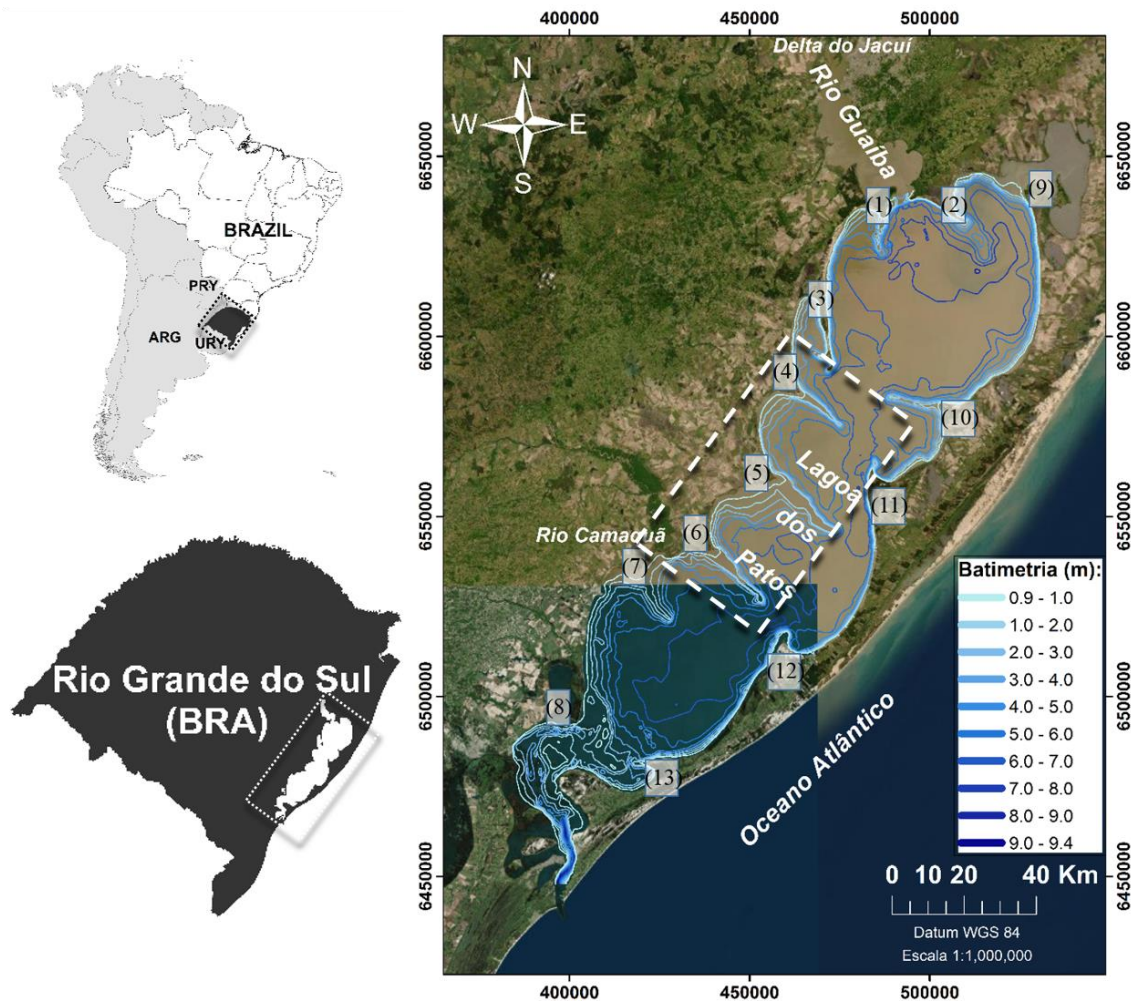 BRAZIL
PRY
ARG
URY
Rio Grande do Sul
(BRA)
400000
450000
500000
Delta do Jacuí
Rio Guaíba
N
W
E
S
6650000
6650000
(1)
(2)
(9)
(3)
6600000
6600000
(4)
(10)
Lagoa
dos
Patos
(5)
(11)
6550000
6550000
Rio Camaquã
(6)
(7)
(12)
6500000
6500000
(8)
(13)
Oceano Atlântico
6450000
6450000
Batimetria (m):
0.9 - 1.0
1.0 - 2.0
2.0 - 3.0
3.0 - 4.0
4.0 - 5.0
5.0 - 6.0
6.0 - 7.0
7.0 - 8.0
8.0 - 9.0
9.0 - 9.4
0 10 20 40 Km
Datum WGS 84
Escala 1:1,000,000
400000
450000
500000